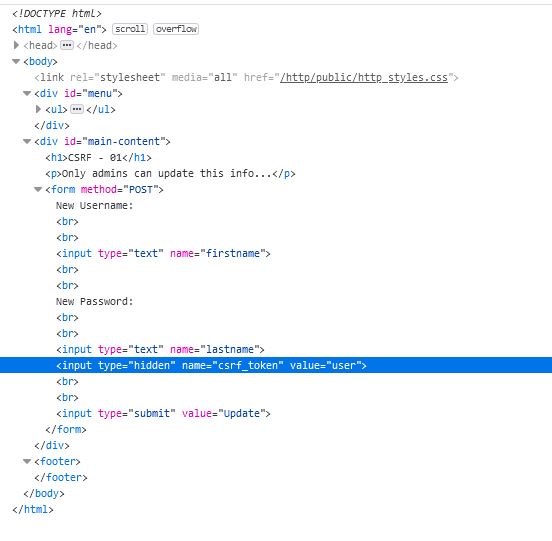 <!DOCTYPE html>
<html lang="en"> scroll overflow
<head> ••• </head>
<body>
<link rel="stylesheet" media="all" href="/http/public/http_styles.css">
<div id="menu">
<ul> ••• </ul>
</div>
<div id="main-content">
<h1>CSRF - 01</h1>
<p>Only admins can update this info...</p>
<form method="POST">
New Username:
<br>
<br>
<input type="text" name="firstname">
<br>
<br>
New Password:
<br>
<br>
<input type="text" name="lastname">
<input type="hidden" name="csrf_token" value="user">
<br>
<br>
<input type="submit" value="Update">
</form>
</div>
<footer>
</footer>
</body>
</html>